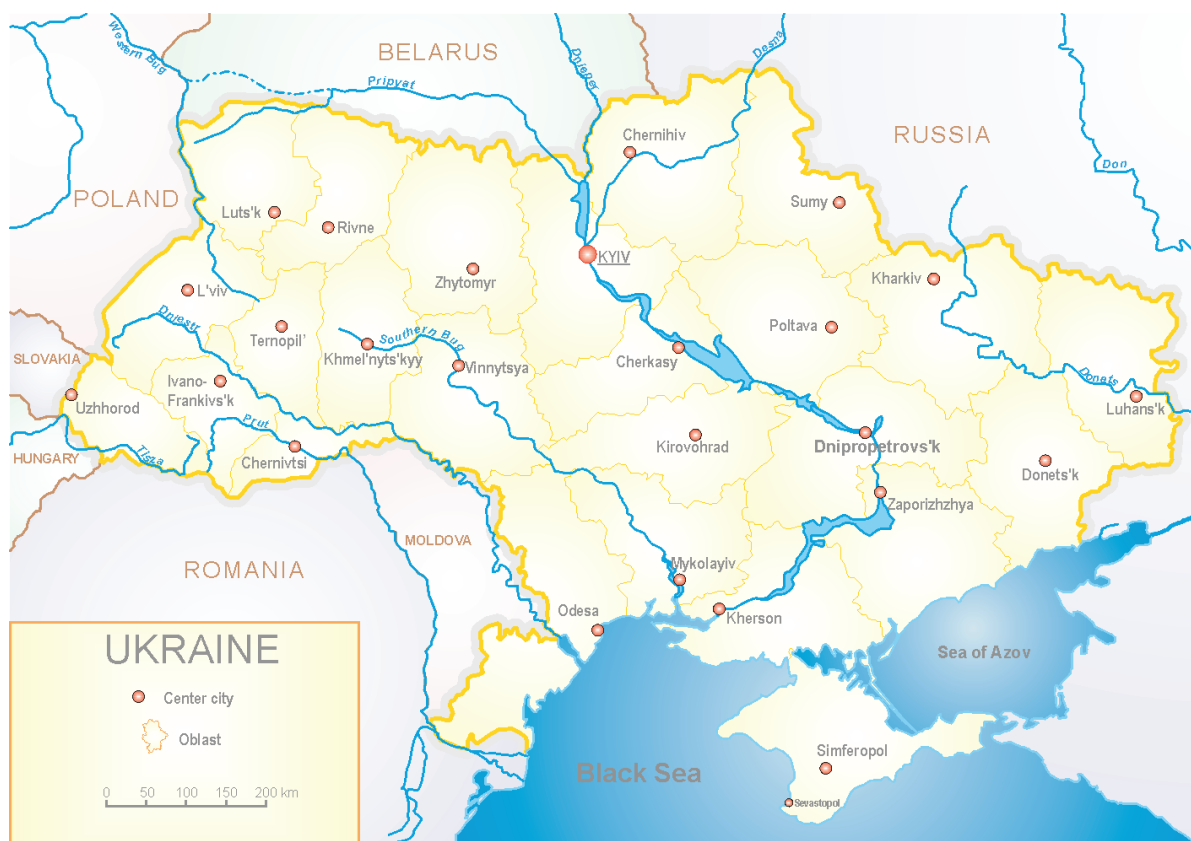 Western Bug
BELARUS
Pripyat
Dnieper
Desna
RUSSIA
Don
Chernihiv
POLAND
Luts'k
Rivne
Sumy
KYIV
Zhytomyr
Kharkiv
L'viv
Dniestr
Ternopil'
Southern Bug
Khmel'nyts'kyy
Vinnytsya
Poltava
Cherkasy
SLOVAKIA
Uzhhorod
Ivano-
Frankivs'k
Donets
Luhans'k
HUNGARY
Tisza
Prut
Chernivtsi
Kirovohrad
Dnipropetrovs'k
Donets'k
Zaporizhzhya
MOLDOVA
ROMANIA
Mykolayiv
Odesa
Kherson
Sea of Azov
Simferopol
Black Sea
Sevastopol
UKRAINE
Center city
Oblast
0 50 100 150 200 km